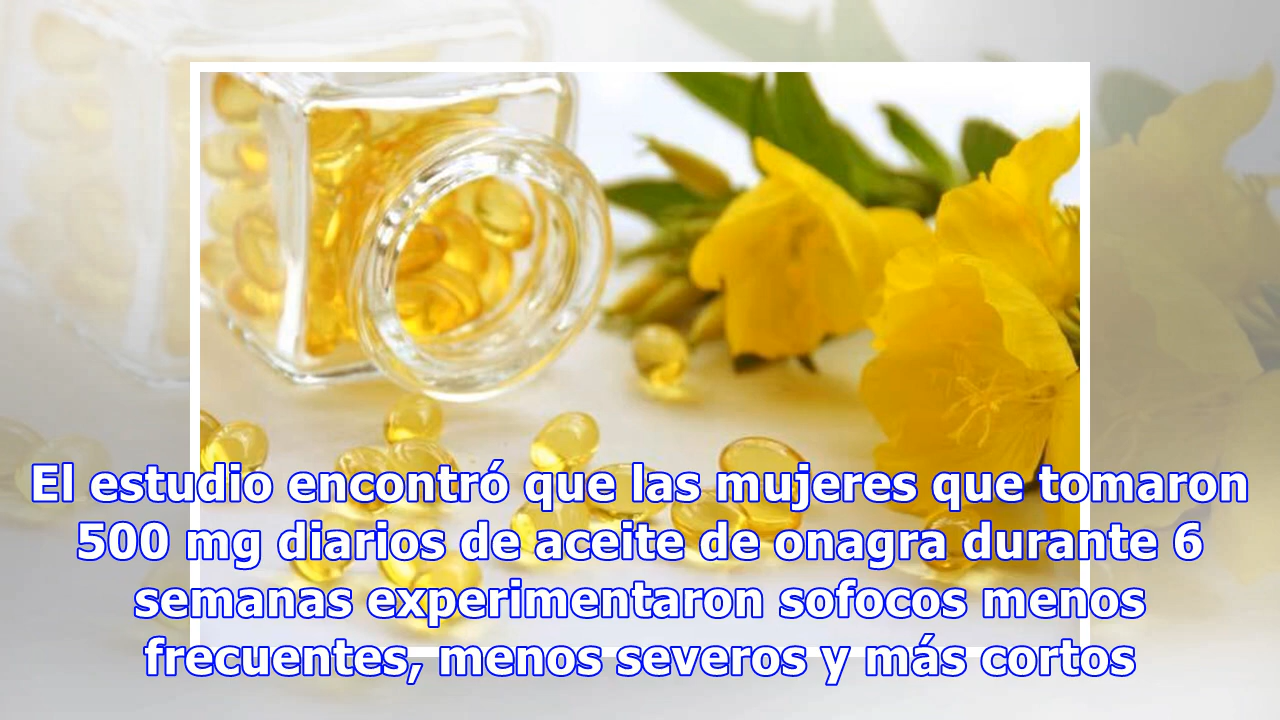 El estudio encontró que las mujeres que tomaron
500 mg diarios de aceite de onagra durante 6
semanas experimentaron sofocos menos
frecuentes, menos severos y más cortos